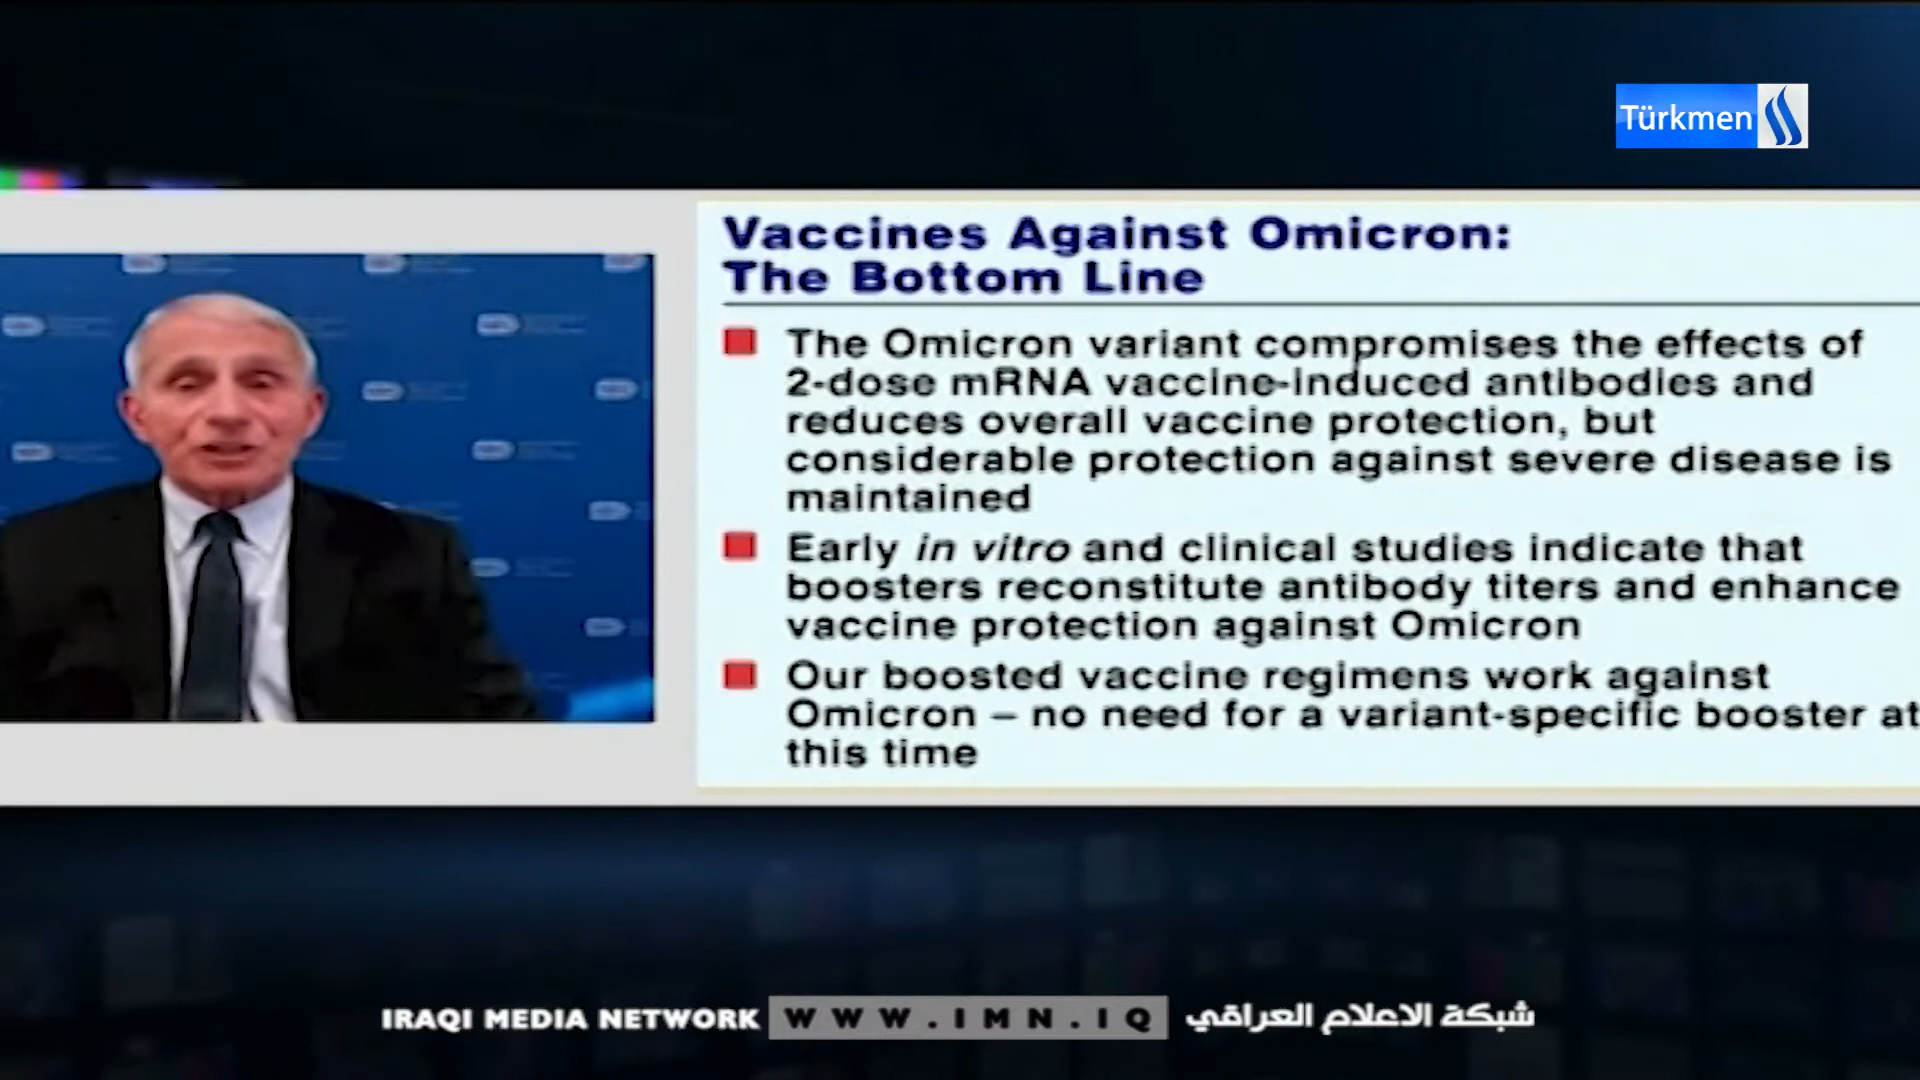 Türkmen
Vaccines Against Omicron:
The Bottom Line
The Omicron variant compromises the effects of
2-dose mRNA vaccine-induced antibodies and
reduces overall vaccine protection, but
considerable protection against severe disease is
maintained
Early in vitro and clinical studies indicate that
boosters reconstitute antibody titers and enhance
vaccine protection against Omicron
Our boosted vaccine regimens work against
Omicron – no need for a variant-specific booster at
this time
IRAQI MEDIA NETWORK WWW.IMN.IQ شبكة الاعلام العراقي